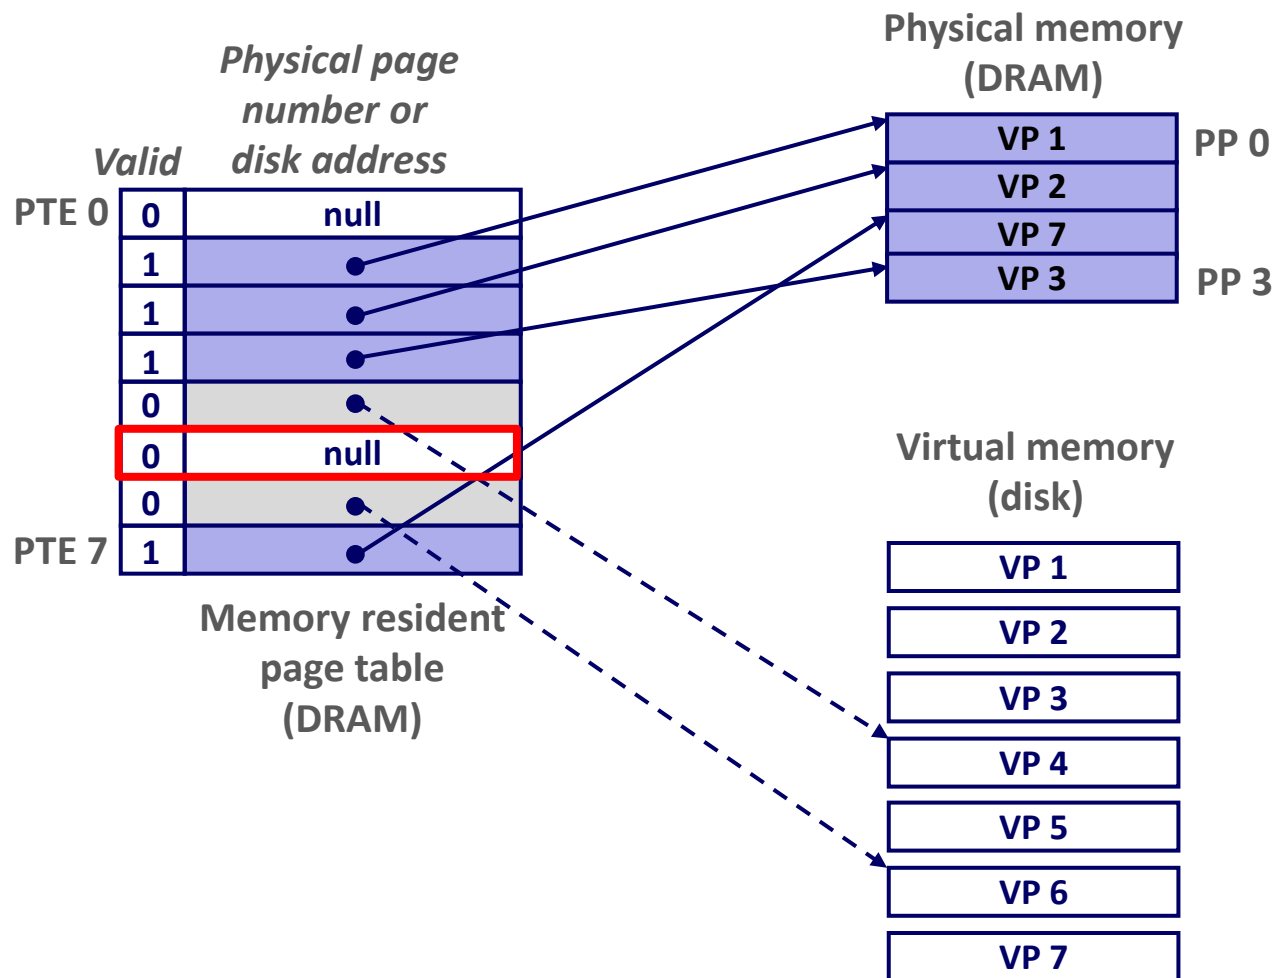 Physical memory
(DRAM)
Physical page
number or
disk address
Valid
VP 1
PP 0
VP 2
VP 7
VP 3
PP 3
PTE 0
0
null
1
1
1
0
0
null
0
PTE 7
1
Memory resident
page table
(DRAM)
Virtual memory
(disk)
VP 1
VP 2
VP 3
VP 4
VP 5
VP 6
VP 7